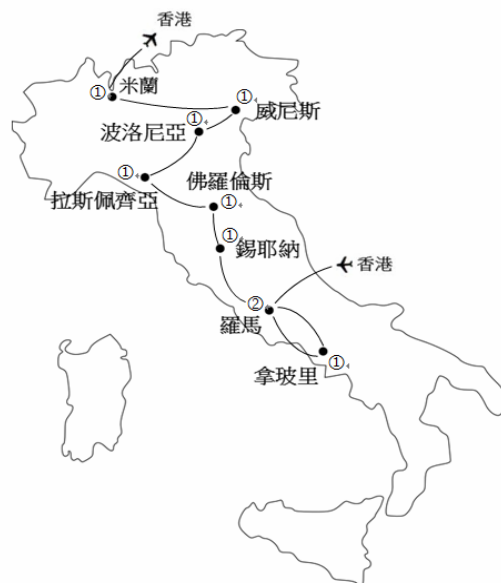 香港
① 米蘭
① 威尼斯
① 波洛尼亞
① 拉斯佩齊亞
佛羅倫斯 ①
① 錫耶納
香港
② 羅馬
拿玻里 ①